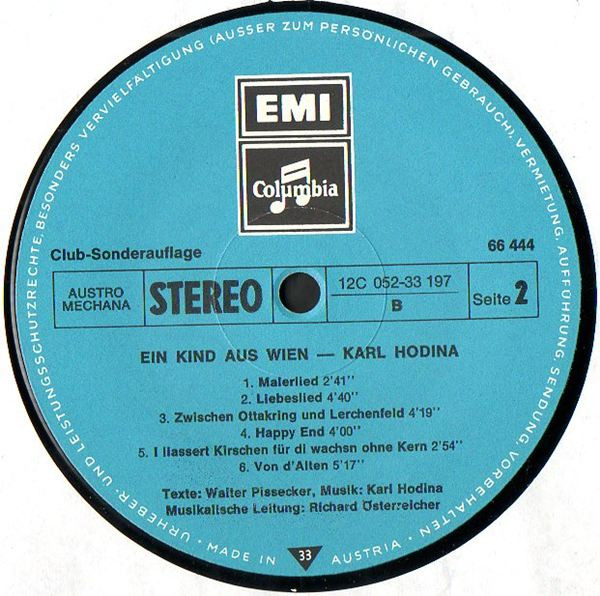 URHEBER- UND LEISTUNGSSCHUTZRECHTE, BESONDERS VERVIELFÄLTIGUNG (AUSSER ZUM PERSÖNLICHEN GEBRAUCH), VERMIETUNG, AUFFÜHRUNG, SENDUNG, VORBEHALTEN
EMI
Columbia
Club-Sonderauflage
66 444
AUSTRO
MECHANA
STEREO
12C 052-33 197
B
Seite 2
EIN KIND AUS WIEN — KARL HODINA
1. Malerlied 2'41''
2. Liebeslied 4'40''
3. Zwischen Ottakring und Lerchenfeld 4'19''
4. Happy End 4'00''
5. I liassert Kirschen für di wachsn ohne Kern 2'54''
6. Von d'Alten 5'17''
Texte: Walter Pissecker, Musik: Karl Hodina
Musikalische Leitung: Richard Österreicher
• MADE IN 33 AUSTRIA •